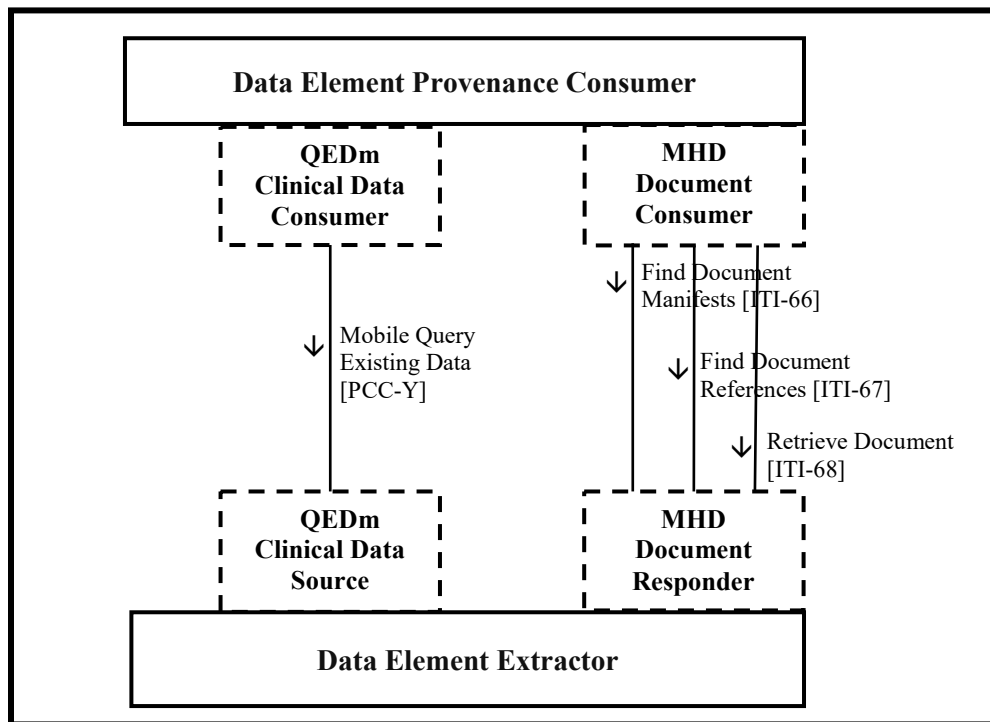 Data Element Provenance Consumer
QEDm
Clinical Data
Consumer
MHD
Document
Consumer
Find Document
Manifests [ITI-66]
Mobile Query
Existing Data
[PCC-Y]
Find Document
References [ITI-67]
Retrieve Document
[ITI-68]
QEDm
Clinical Data
Source
MHD
Document
Responder
Data Element Extractor